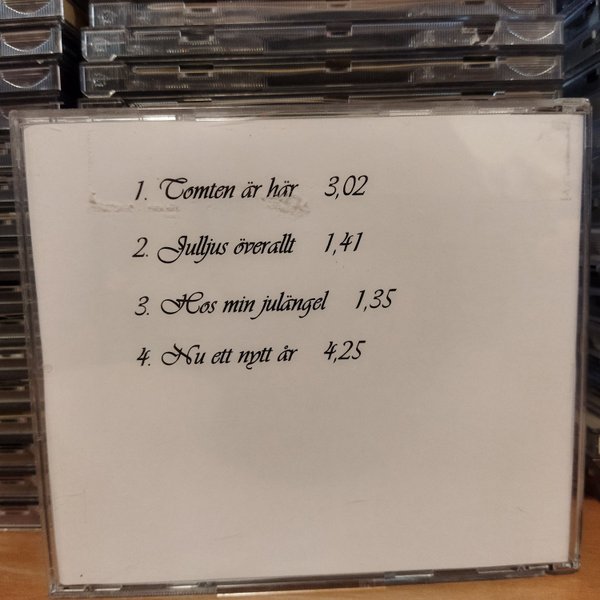 1. Tomten är här 3,02
2. Julljus överallt 1,41
3. Hos min julängel 1,35
4. Nu ett nytt år 4,25